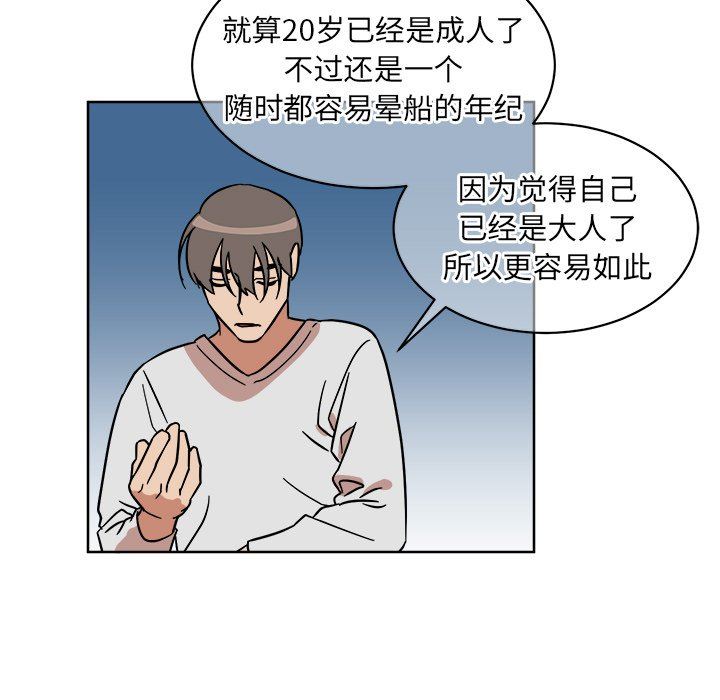 就算20岁已经是成人了
不过还是一个
随时都容易晕船的年纪
因为觉得自己
已经是大人了
所以更容易如此